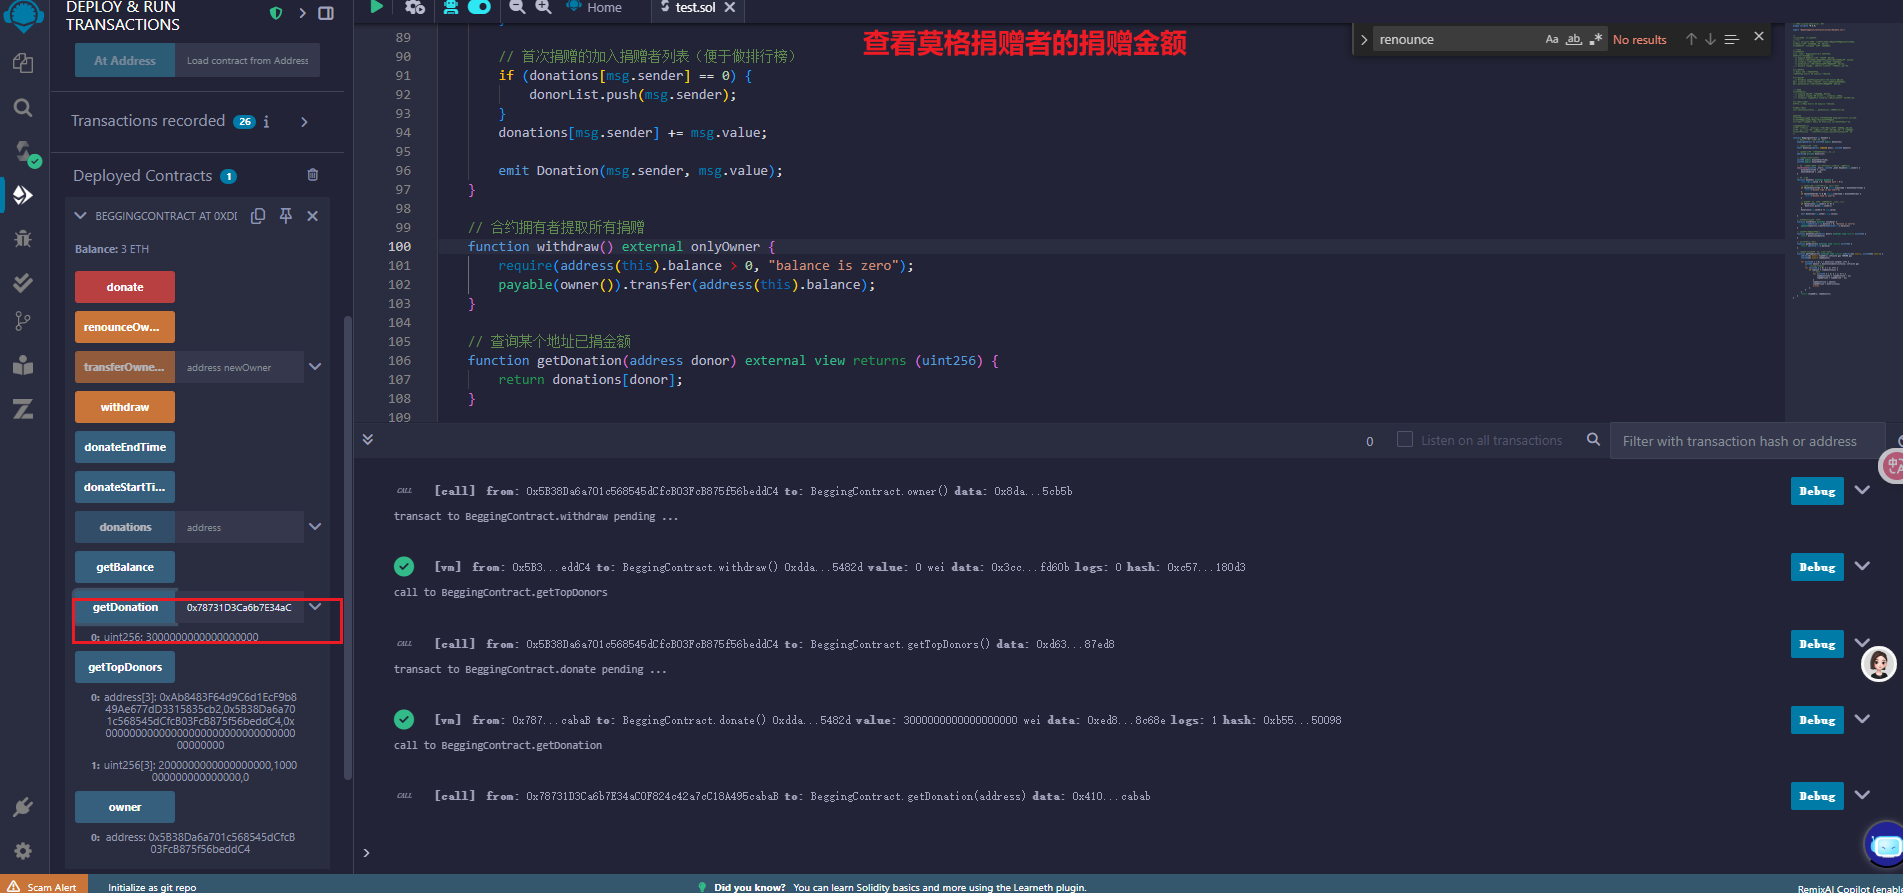 DEPLOY & RUN
TRANSACTIONS
At Address
Load contract from Address
Transactions recorded 26 i
Deployed Contracts 1
BEGGINGCONTRACT AT 0XDI
Balance: 3 ETH
donate
renounceOw...
transferOwne...
address newOwner
withdraw
donateEndTime
donateStartTi...
donations
address
getBalance
getDonation
0x78731D3Ca6b7E34aC
0: uint256: 3000000000000000000
getTopDonors
0: address[3]: 0xAb8483F64d9C6d1EcF9b8
49Ae677dD3315835cb2,0x5B38Da6a7
01c568545dCfcB03FcB875f56beddC4,0x
00000000000000000000000000000000
00000000
1: uint256[3]: 2000000000000000000,1000
000000000000000,0
owner
0: address: 0x5B38Da6a701c568545dCfcB
03FcB875f56beddC4
Scam Alert
Initialize as git repo
Home
test.sol
查看莫格捐赠者的捐赠金额
renounce
Aa
ab
.*
No results
89
90 // 首次捐赠的加入捐赠者列表（便于做排行榜）
91 if (donations[msg.sender] == 0) {
92 donorList.push(msg.sender);
93 }
94 donations[msg.sender] += msg.value;
95
96 emit Donation(msg.sender, msg.value);
97 }
98
99 // 合约拥有者提取所有捐赠
100 function withdraw() external onlyOwner {
101 require(address(this).balance > 0, "balance is zero");
102 payable(owner()).transfer(address(this).balance);
103 }
104
105 // 查询某个地址已捐金额
106 function getDonation(address donor) external view returns (uint256) {
107 return donations[donor];
108 }
109
0
Listen on all transactions
Filter with transaction hash or address
CALL [call] from: 0x5B38Da6a701c568545dCfcB03FcB875f56beddC4 to: BeggingContract.owner() data: 0x8da...5cb5b
Debug
transact to BeggingContract.withdraw pending ...
[vm] from: 0x5B3...eddC4 to: BeggingContract.withdraw() 0xdda...5482d value: 0 wei data: 0x3cc...fd60b logs: 0 hash: 0xc57...180d3
Debug
call to BeggingContract.getTopDonors
CALL [call] from: 0x5B38Da6a701c568545dCfcB03FcB875f56beddC4 to: BeggingContract.getTopDonors() data: 0xd63...87ed8
Debug
transact to BeggingContract.donate pending ...
[vm] from: 0x787...cabaB to: BeggingContract.donate() 0xdda...5482d value: 3000000000000000000 wei data: 0xed8...8c68e logs: 1 hash: 0xb55...50098
Debug
call to BeggingContract.getDonation
CALL [call] from: 0x78731D3Ca6b7E34aC0F824c42a7cC18A495cabaB to: BeggingContract.getDonation(address) data: 0x410...cabab
Debug
Did you know? You can learn Solidity basics and more using the Learneth plugin.
RemixAI Copilot (enabl